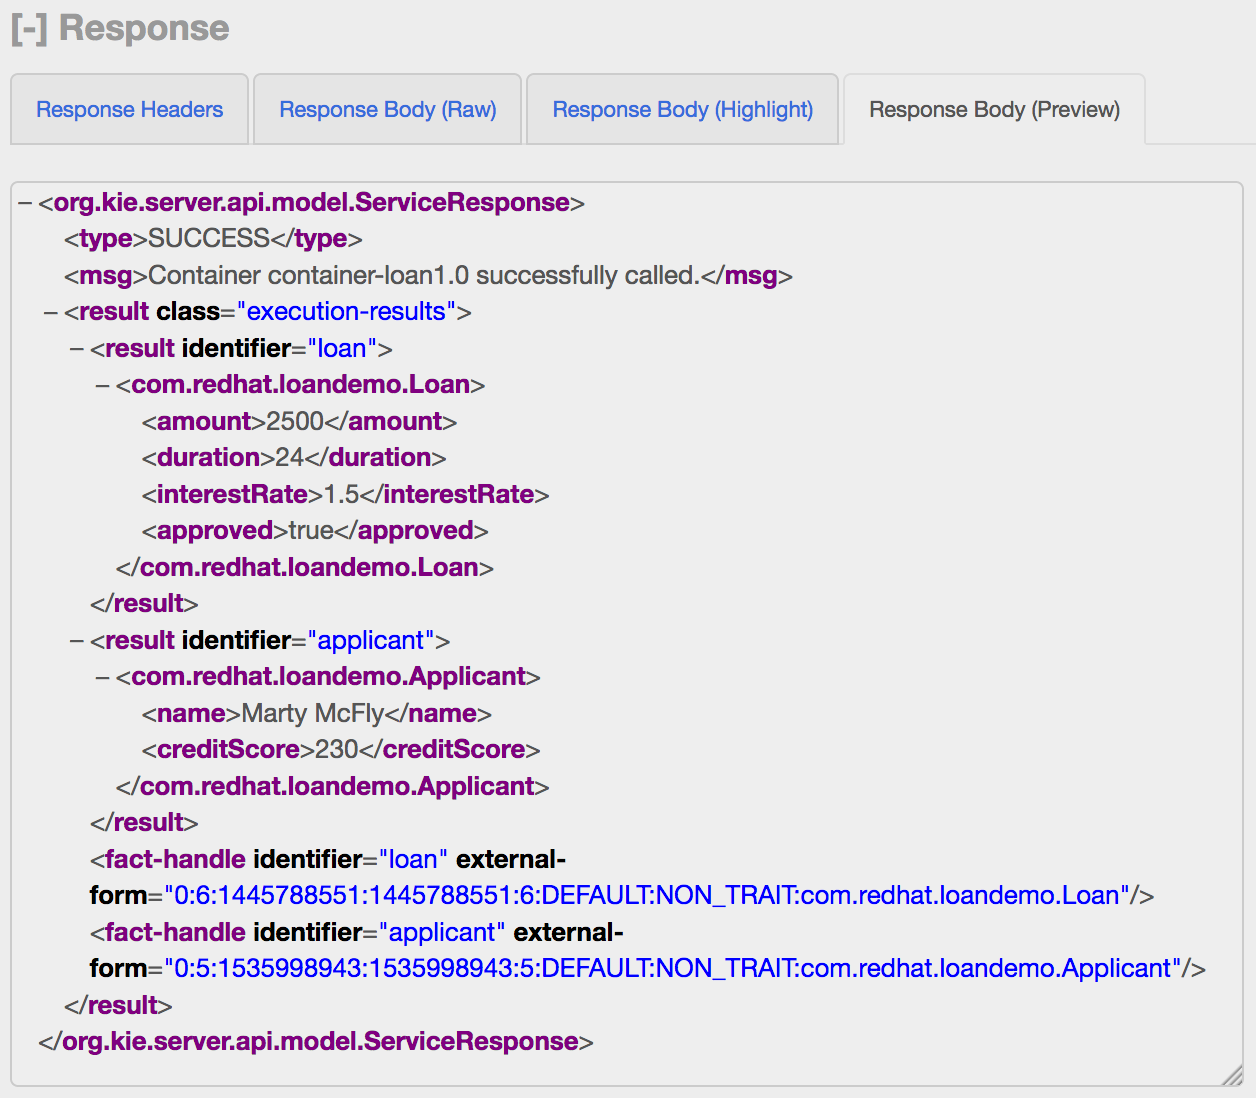 [-] Response
Response Headers
Response Body (Raw)
Response Body (Highlight)
Response Body (Preview)
– <org.kie.server.api.model.ServiceResponse>
<type>SUCCESS</type>
<msg>Container container-loan1.0 successfully called.</msg>
– <result class="execution-results">
– <result identifier="loan">
– <com.redhat.loandemo.Loan>
<amount>2500</amount>
<duration>24</duration>
<interestRate>1.5</interestRate>
<approved>true</approved>
</com.redhat.loandemo.Loan>
</result>
– <result identifier="applicant">
– <com.redhat.loandemo.Applicant>
<name>Marty McFly</name>
<creditScore>230</creditScore>
</com.redhat.loandemo.Applicant>
</result>
<fact-handle identifier="loan" external-
form="0:6:1445788551:1445788551:6:DEFAULT:NON_TRAIT:com.redhat.loandemo.Loan"/>
<fact-handle identifier="applicant" external-
form="0:5:1535998943:1535998943:5:DEFAULT:NON_TRAIT:com.redhat.loandemo.Applicant"/>
</result>
</org.kie.server.api.model.ServiceResponse>